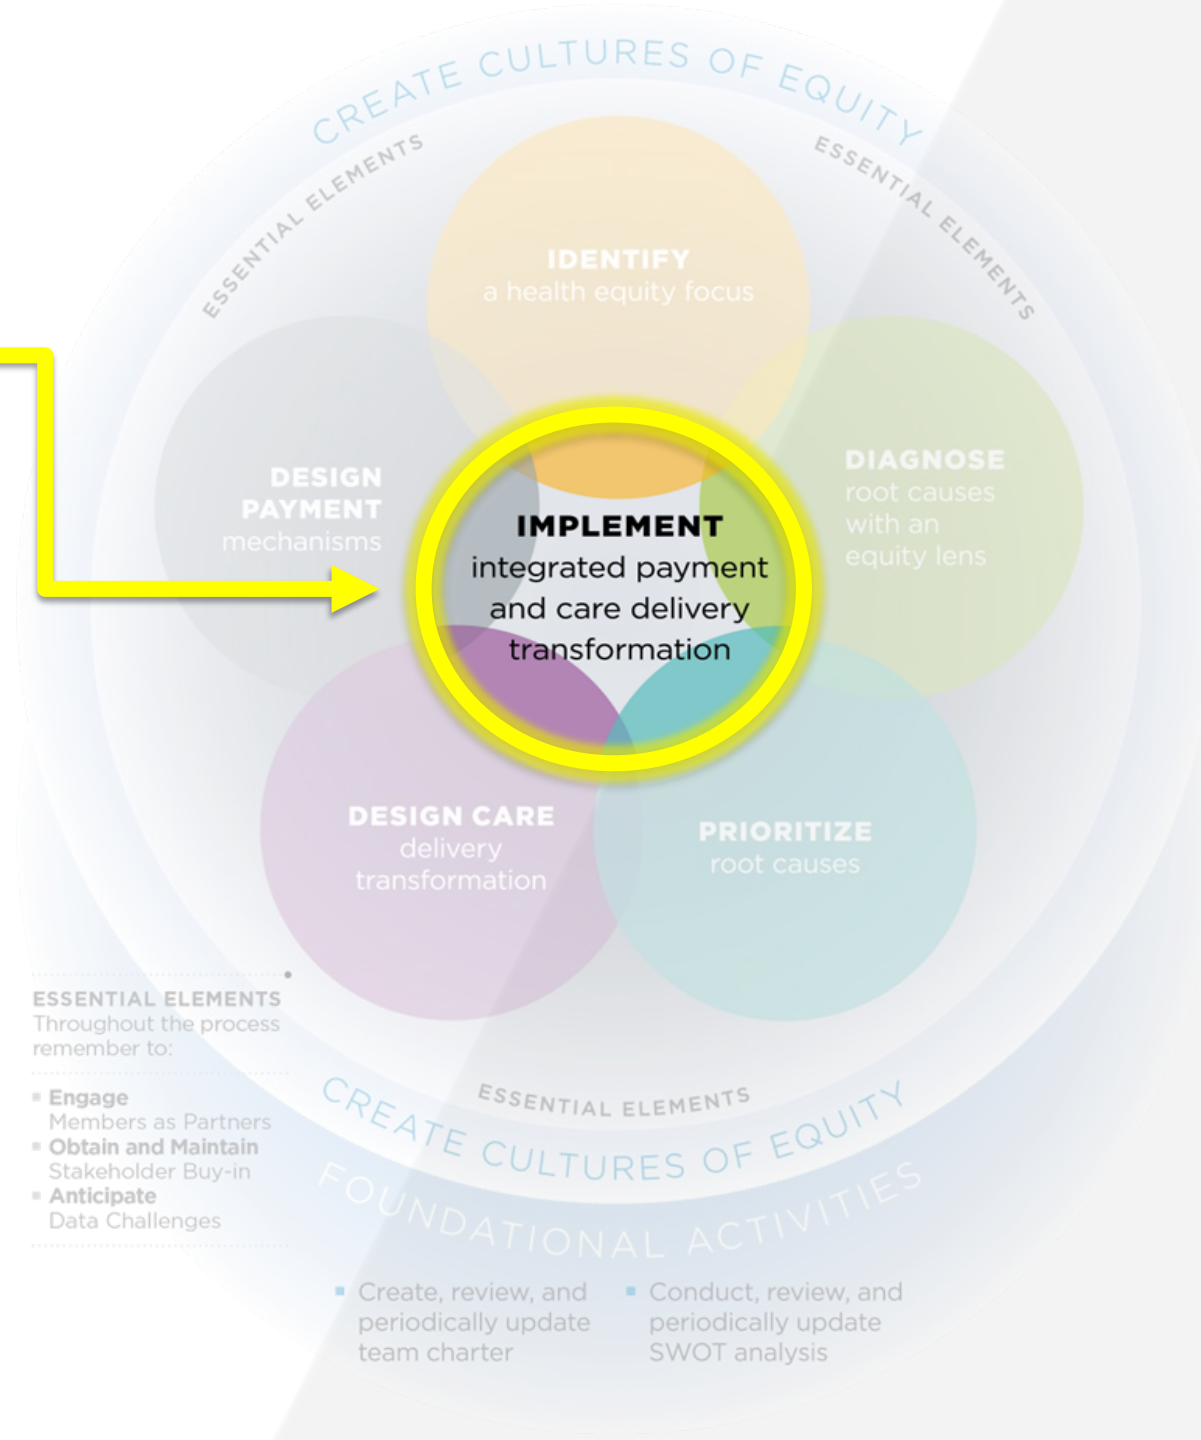 CREATE CULTURES OF EQUITY
ESSENTIAL ELEMENTS
ESSENTIAL ELEMENTS
IDENTIFY
a health equity focus
DIAGNOSE
root causes
with an
equity lens
DESIGN
PAYMENT
mechanisms
IMPLEMENT
integrated payment
and care delivery
transformation
DESIGN CARE
delivery
transformation
PRIORITIZE
root causes
ESSENTIAL ELEMENTS
Throughout the process
remember to:
▪ Engage
Members as Partners
▪ Obtain and Maintain
Stakeholder Buy-in
▪ Anticipate
Data Challenges
ESSENTIAL ELEMENTS
CREATE CULTURES OF EQUITY
FOUNDATIONAL ACTIVITIES
▪ Create, review, and
periodically update
team charter
▪ Conduct, review, and
periodically update
SWOT analysis